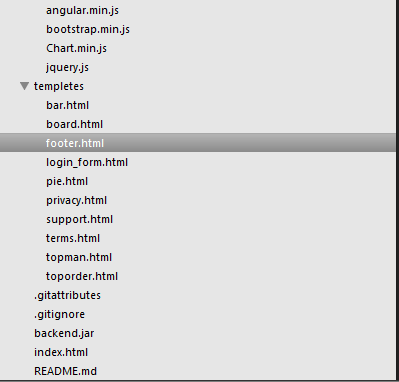 angular.min.js
bootstrap.min.js
Chart.min.js
jquery.js
templetes
bar.html
board.html
footer.html
login_form.html
pie.html
privacy.html
support.html
terms.html
topman.html
toporder.html
.gitattributes
.gitignore
backend.jar
index.html
README.md